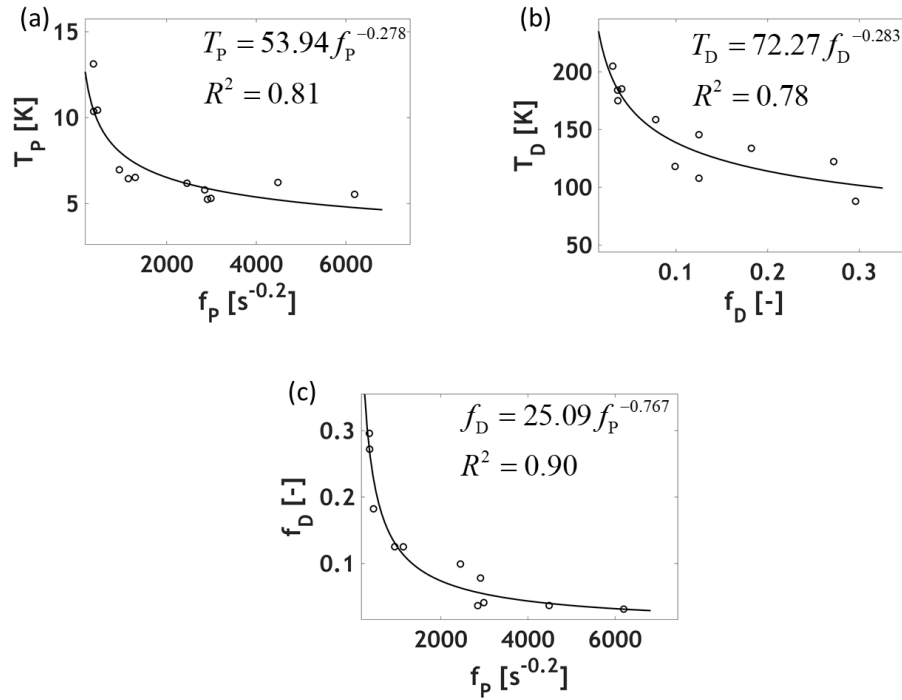 (a)
15
10
5
T_P [K]
T_P = 53.94 f_P^{-0.278}
R^2 = 0.81
2000 4000 6000
f_P [s^{-0.2}]
(b)
200
150
100
50
T_D [K]
T_D = 72.27 f_D^{-0.283}
R^2 = 0.78
0.1 0.2 0.3
f_D [-]
(c)
0.3
0.2
0.1
f_D [-]
f_D = 25.09 f_P^{-0.767}
R^2 = 0.90
2000 4000 6000
f_P [s^{-0.2}]